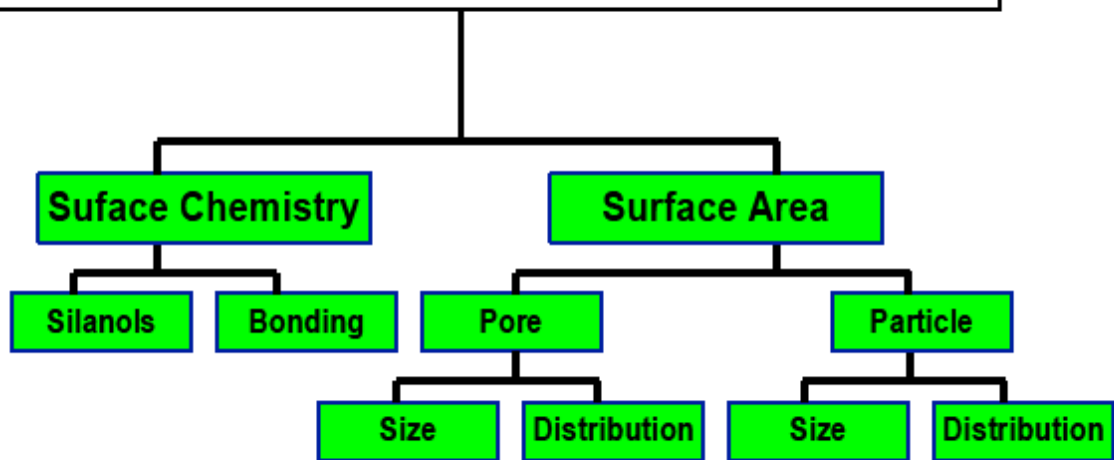 Suface Chemistry
Surface Area
Silanols
Bonding
Pore
Particle
Size
Distribution
Size
Distribution